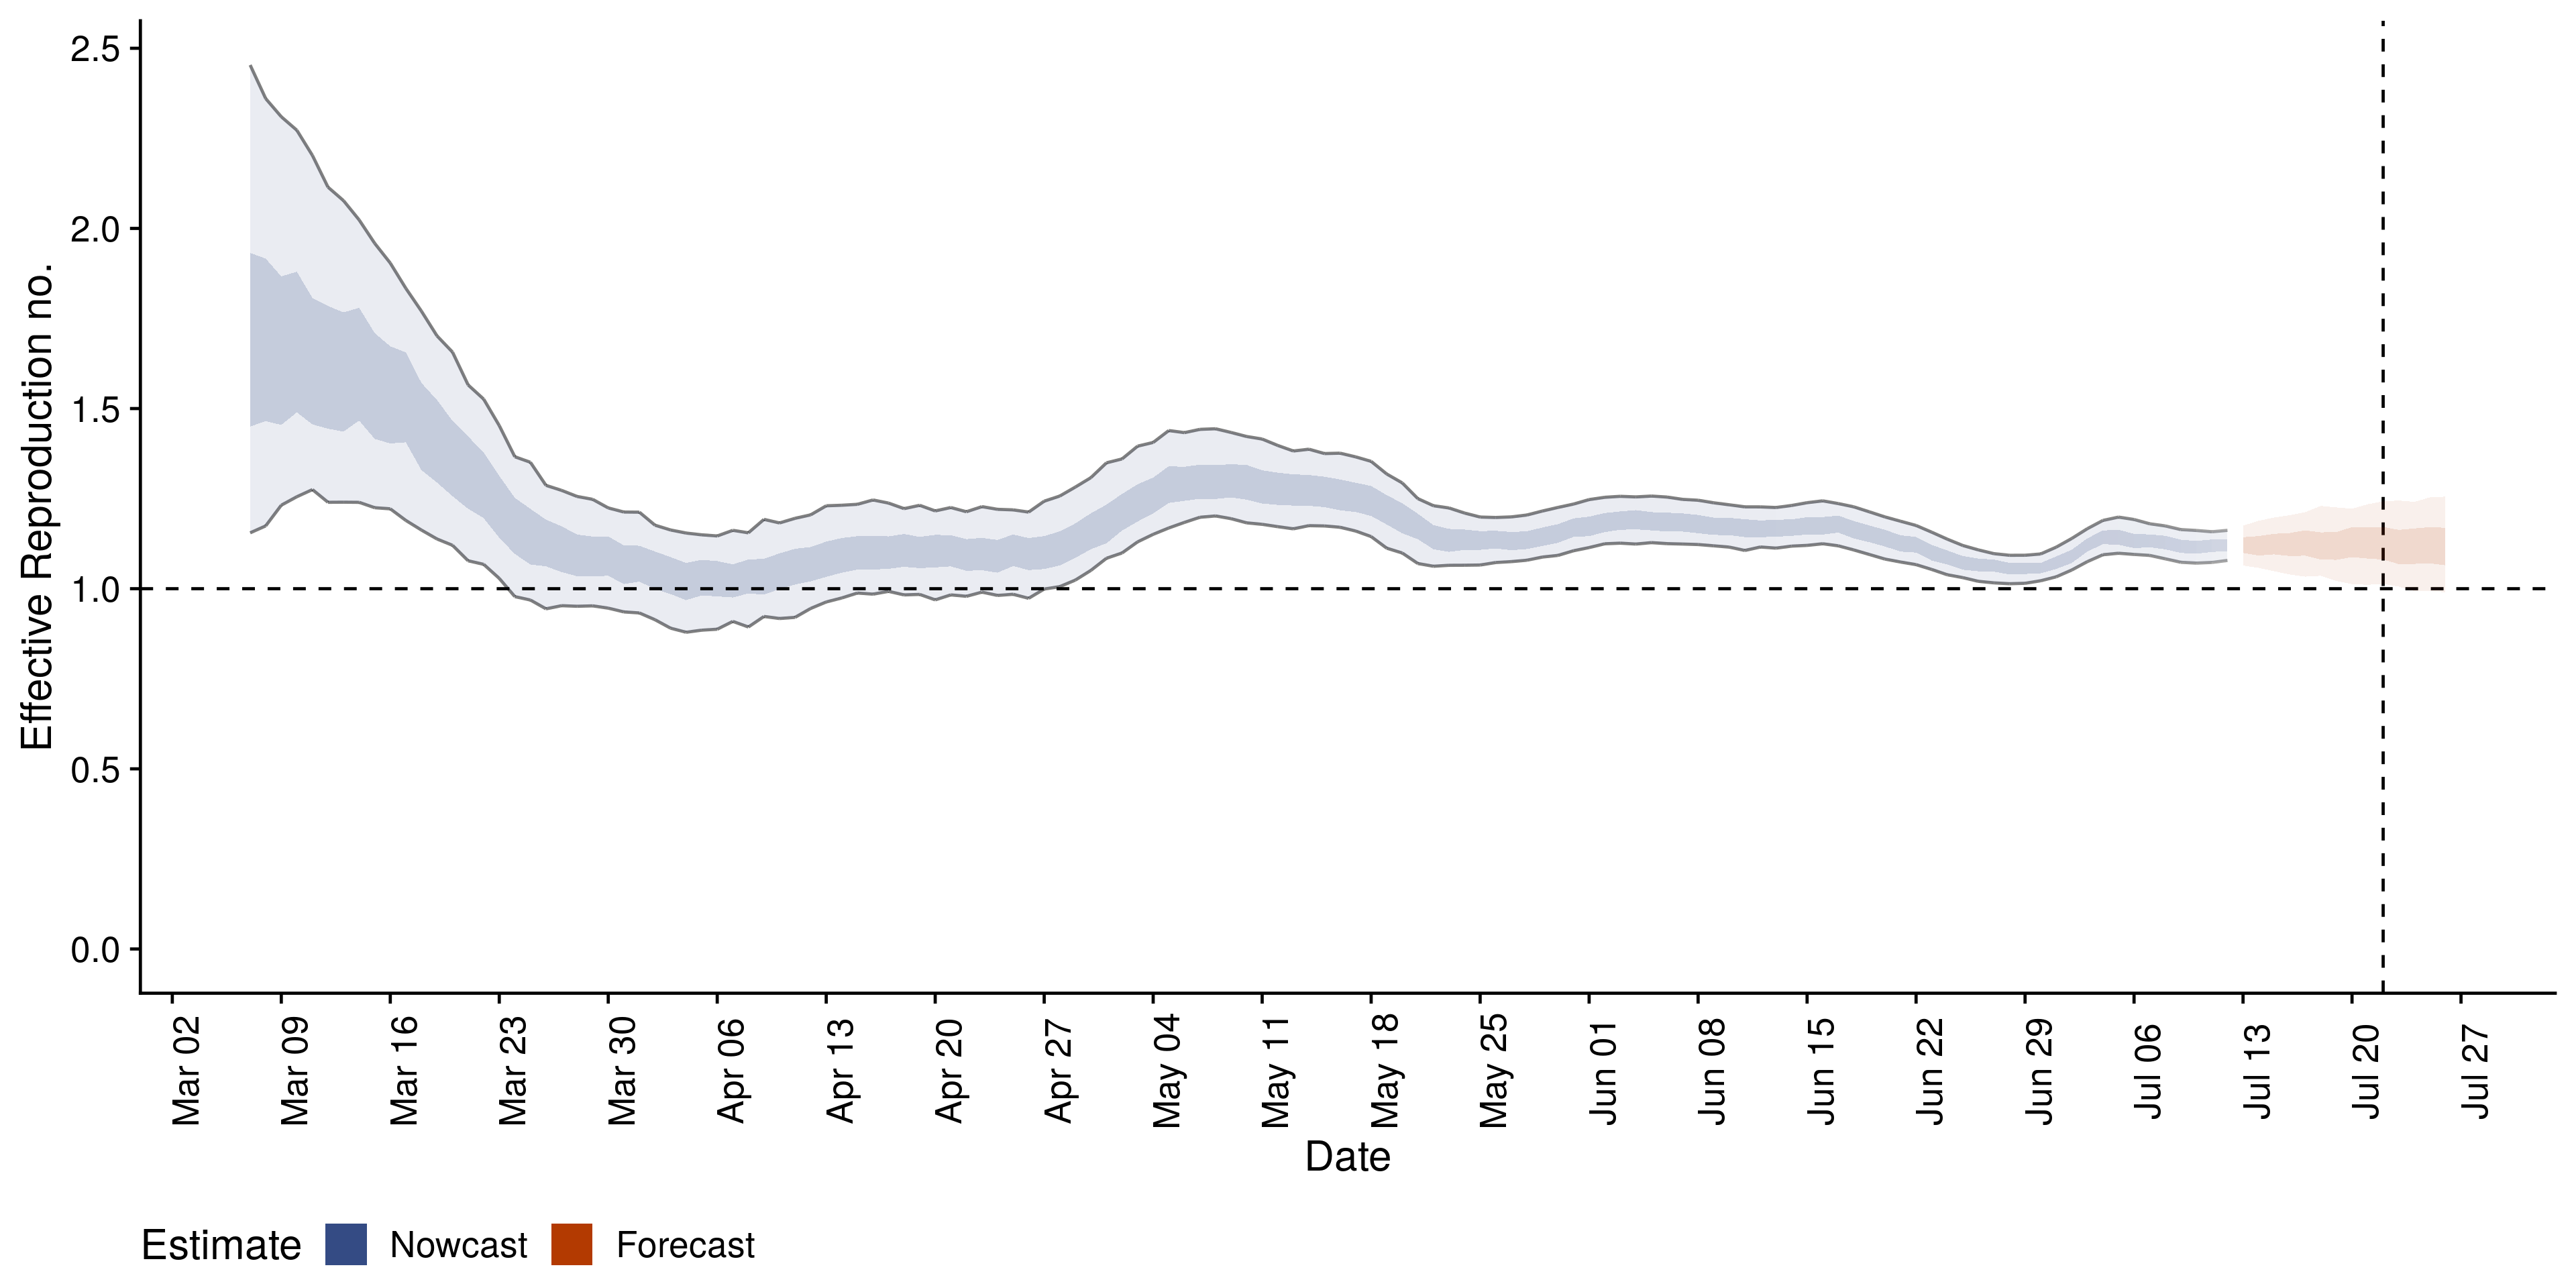 Effective Reproduction no.
2.5
2.0
1.5
1.0
0.5
0.0
Mar 02
Mar 09
Mar 16
Mar 23
Mar 30
Apr 06
Apr 13
Apr 20
Apr 27
May 04
May 11
May 18
May 25
Jun 01
Jun 08
Jun 15
Jun 22
Jun 29
Jul 06
Jul 13
Jul 20
Jul 27
Date
Estimate Nowcast Forecast